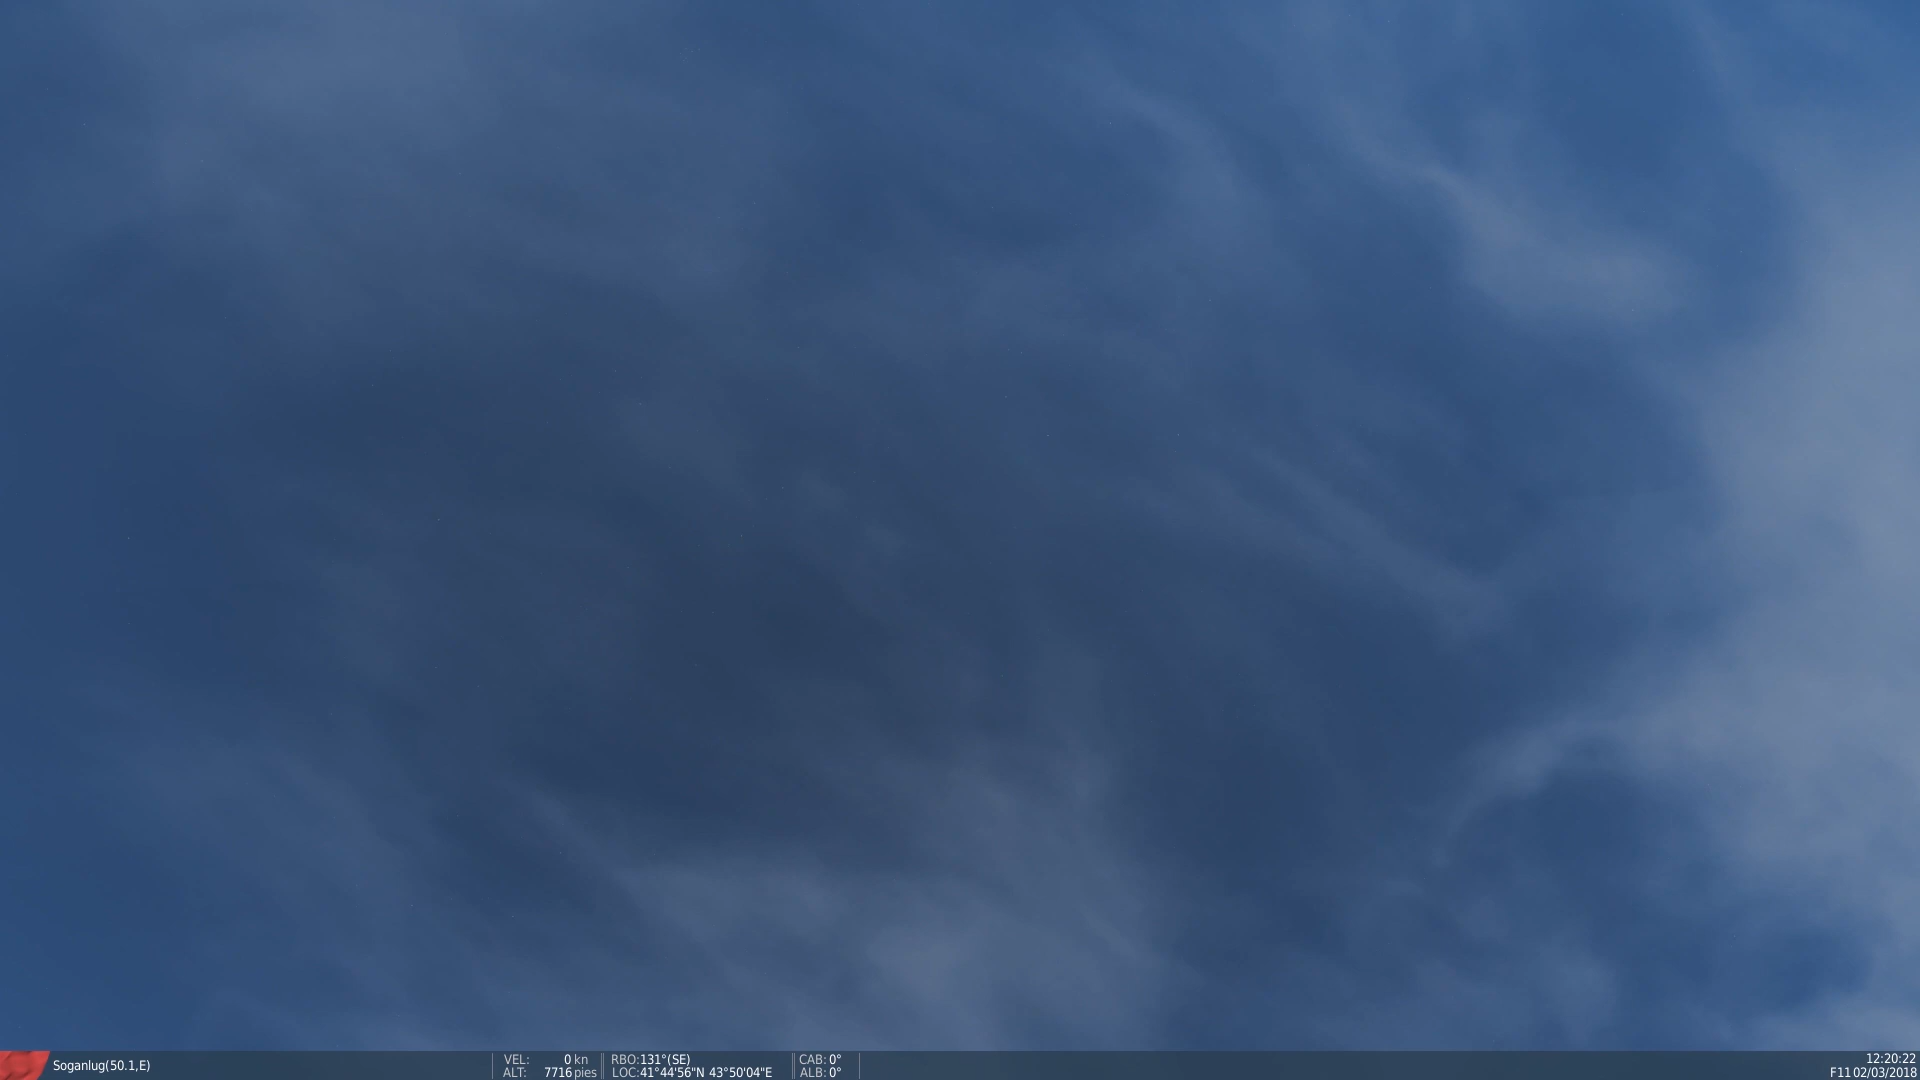 Soganlug(50.1,E)
VEL: 0 kn
ALT: 7716 pies
RBO:131°(SE)
LOC:41°44'56"N 43°50'04"E
CAB: 0°
ALB: 0°
12:20:22
F11 02/03/2018